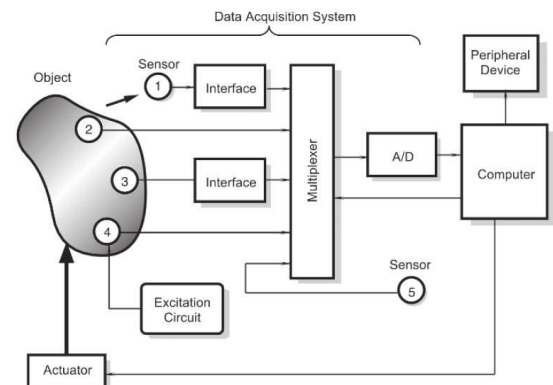 Data Acquisition System
Object
Sensor
1
Interface
Peripheral
Device
2
Multiplexer
A/D
Computer
3
Interface
4
Sensor
5
Excitation
Circuit
Actuator